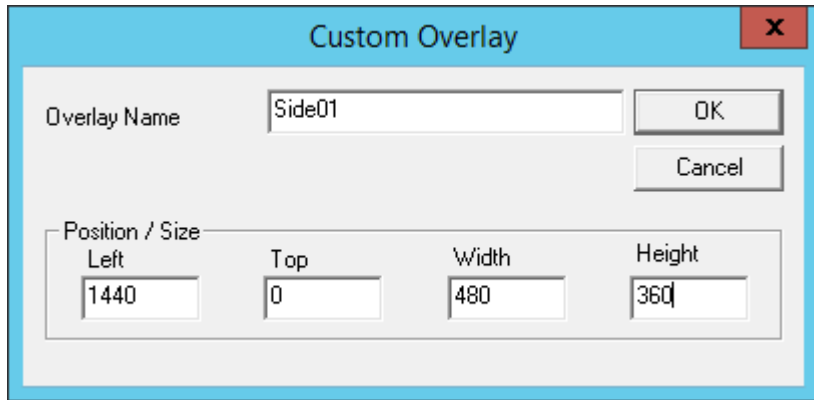 Custom Overlay
x
Overlay Name Side01 OK
Cancel
Position / Size
Left Top Width Height
1440 0 480 360